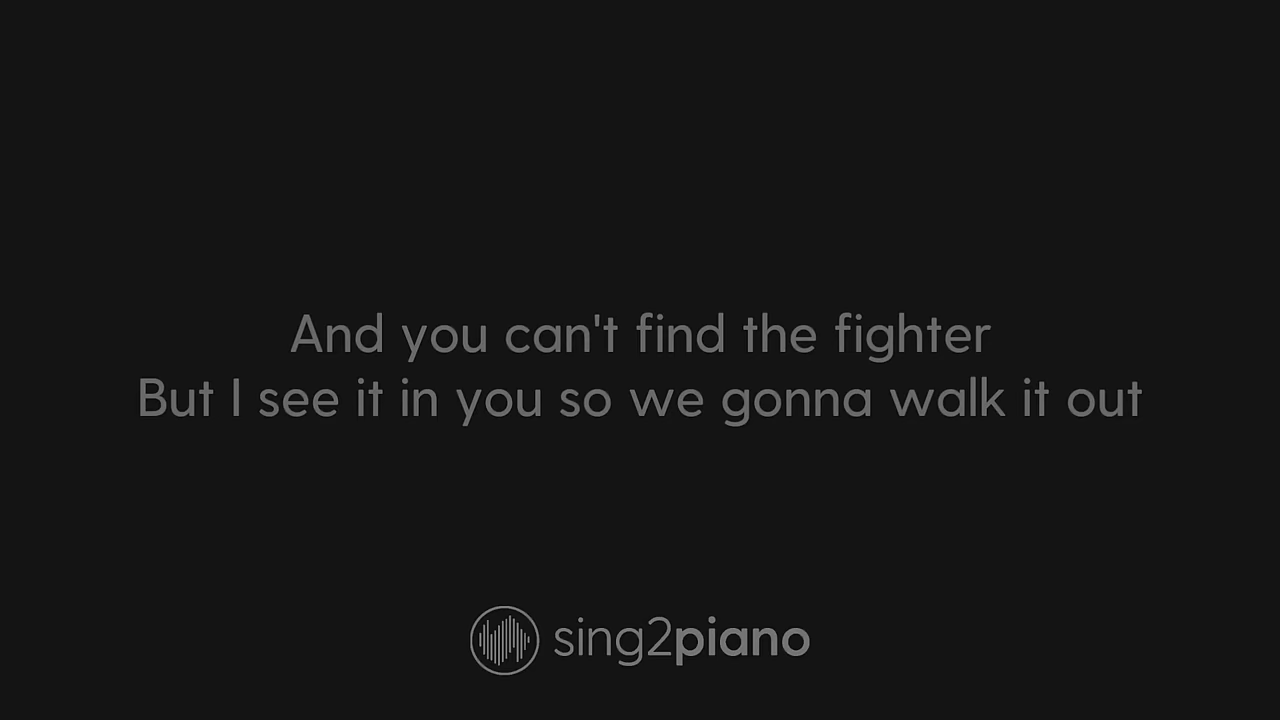 And you can't find the fighter
But I see it in you so we gonna walk it out
sing2piano